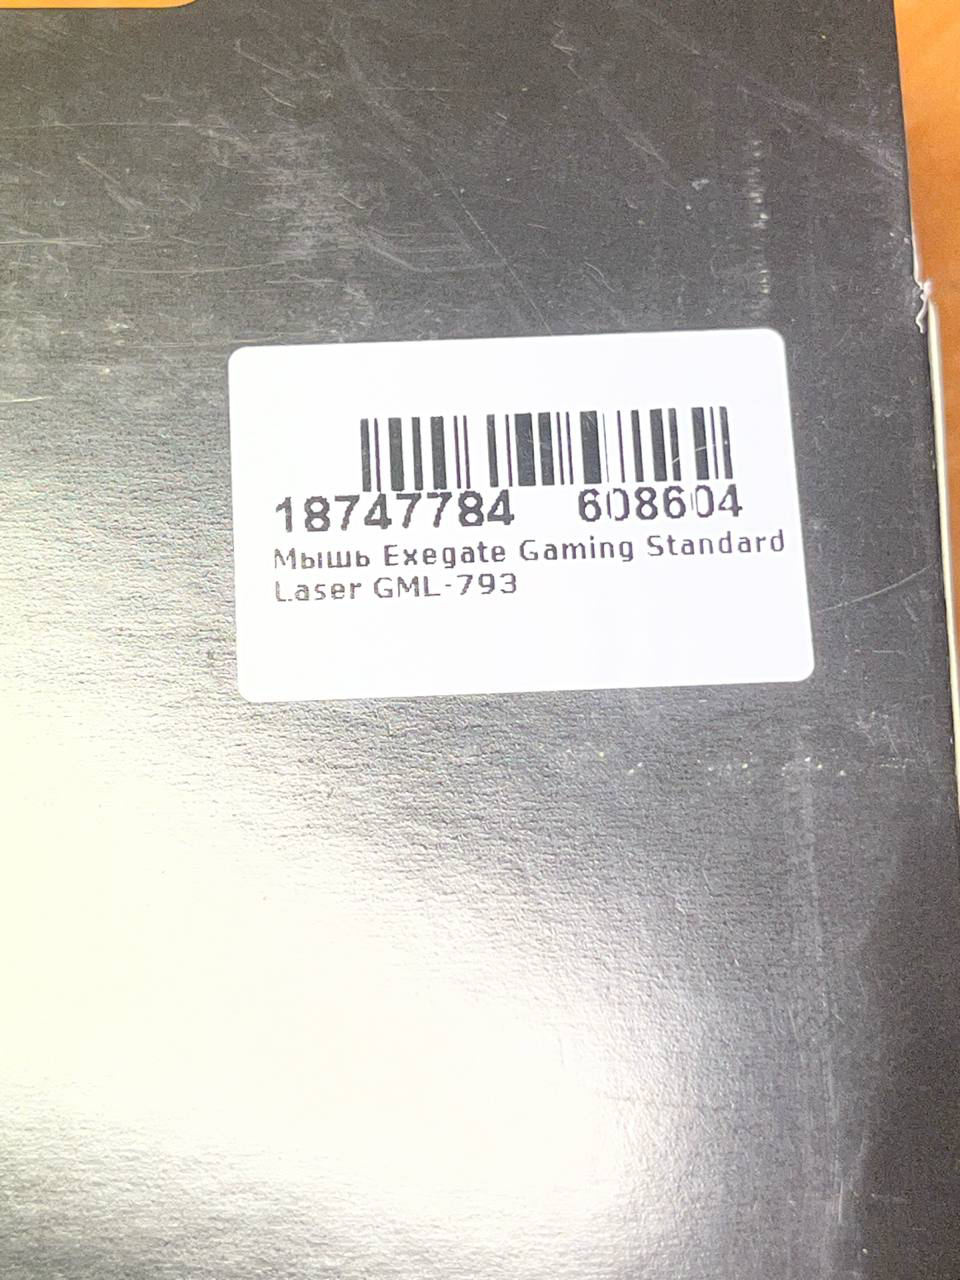 18747784 608604
Мышь Exegate Gaming Standard
Laser GML-793